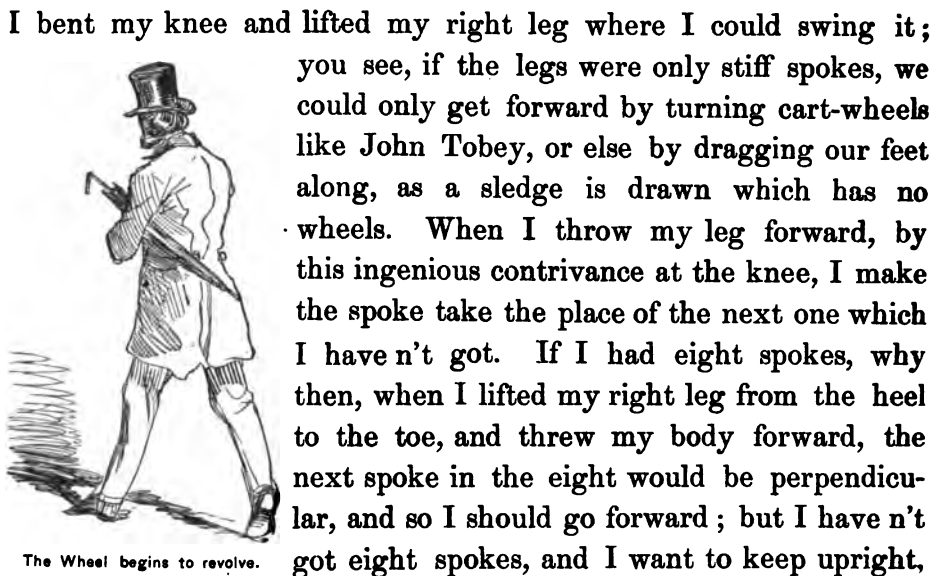 I bent my knee and lifted my right leg where I could swing it;
you see, if the legs were only stiff spokes, we
could only get forward by turning cart-wheels
like John Tobey, or else by dragging our feet
along, as a sledge is drawn which has no
wheels. When I throw my leg forward, by
this ingenious contrivance at the knee, I make
the spoke take the place of the next one which
I have n't got. If I had eight spokes, why
then, when I lifted my right leg from the heel
to the toe, and threw my body forward, the
next spoke in the eight would be perpendicu-
lar, and so I should go forward; but I have n't
got eight spokes, and I want to keep upright,
The Wheel begins to revolve.